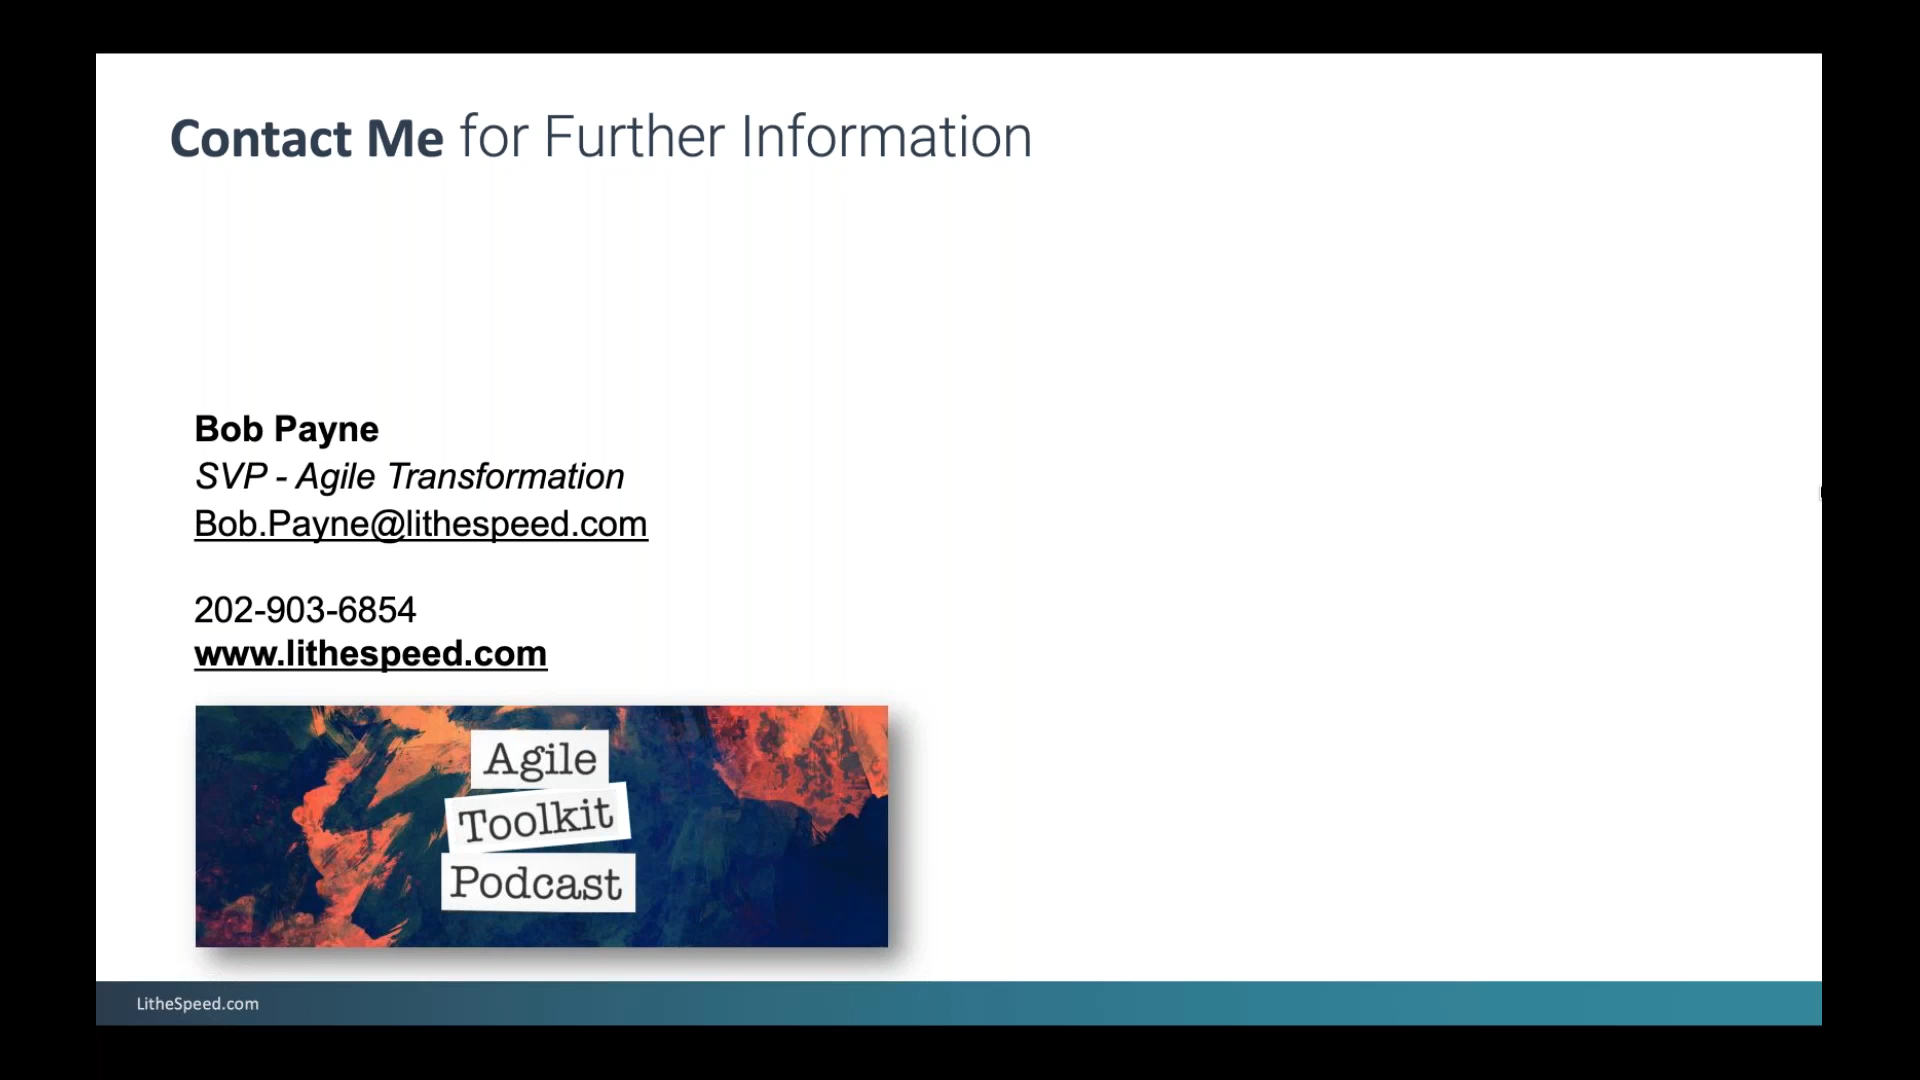 Contact Me for Further Information
Bob Payne
SVP - Agile Transformation
Bob.Payne@lithespeed.com
202-903-6854
www.lithespeed.com
Agile
Toolkit
Podcast
LitheSpeed.com